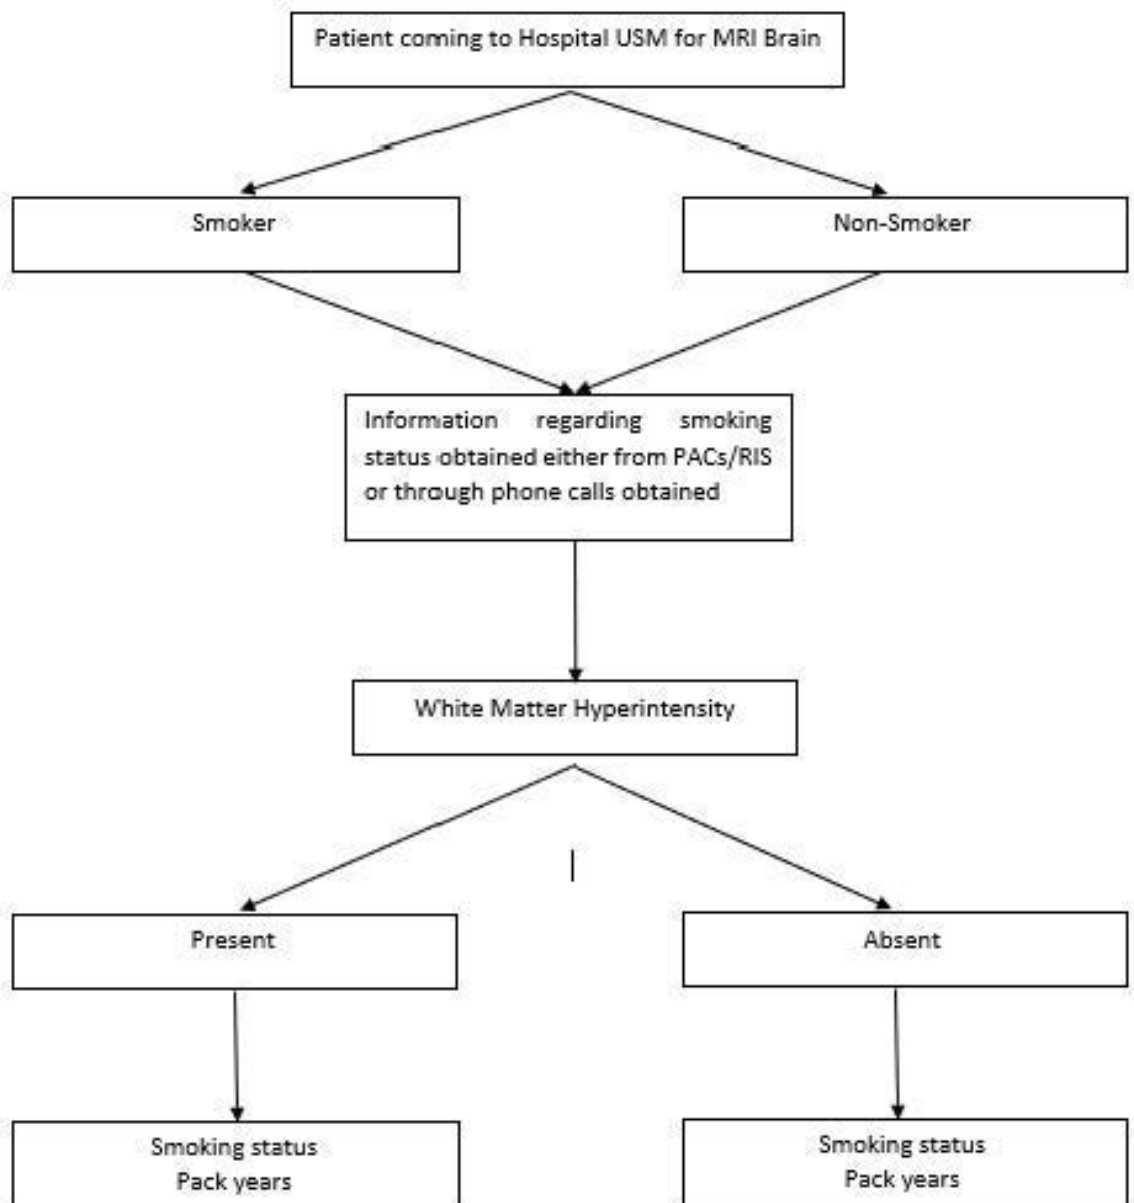 Patient coming to Hospital USM for MRI Brain
Smoker
Non-Smoker
Information regarding smoking
status obtained either from PACs/RIS
or through phone calls obtained
White Matter Hyperintensity
Present
Absent
Smoking status
Pack years
Smoking status
Pack years